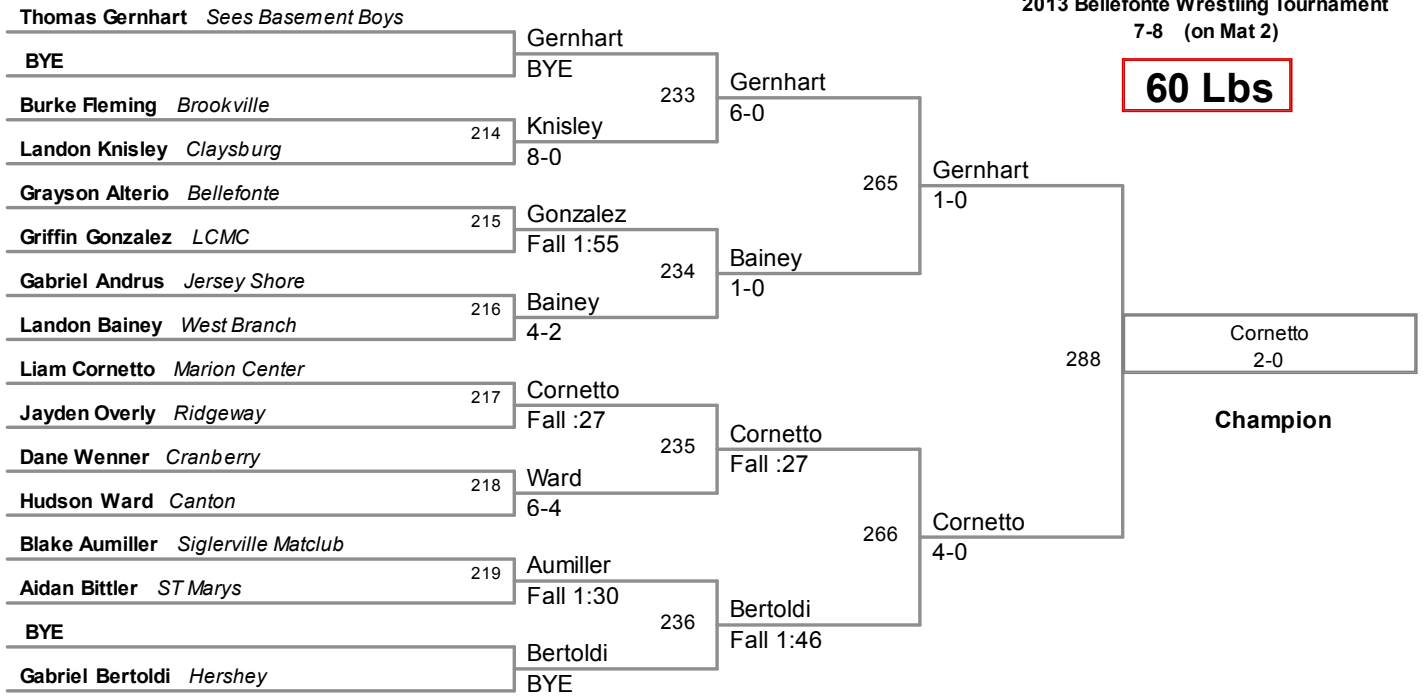 2013 Bellefonte Wrestling Tournament
7-8 (on Mat 2)
60 Lbs
Thomas Gernhart Sees Basement Boys
BYE
Burke Fleming Brookville
Landon Knisley Claysburg
Grayson Alterio Bellefonte
Griffin Gonzalez LCMC
Gabriel Andrus Jersey Shore
Landon Bainey West Branch
Liam Cornetto Marion Center
Jayden Overly Ridgeway
Dane Wenner Cranberry
Hudson Ward Canton
Blake Aumiller Siglerville Matclub
Aidan Bittler ST Marys
BYE
Gabriel Bertoldi Hershey
214
215
216
217
218
219
Gernhart
BYE
Knisley
8-0
Gonzalez
Fall 1:55
Bainey
4-2
Cornetto
Fall :27
Ward
6-4
Aumiller
Fall 1:30
Bertoldi
BYE
233
234
235
236
Gernhart
6-0
Bainey
1-0
Cornetto
Fall :27
Bertoldi
Fall 1:46
265
266
Gernhart
1-0
Cornetto
4-0
288
Cornetto
2-0
Champion